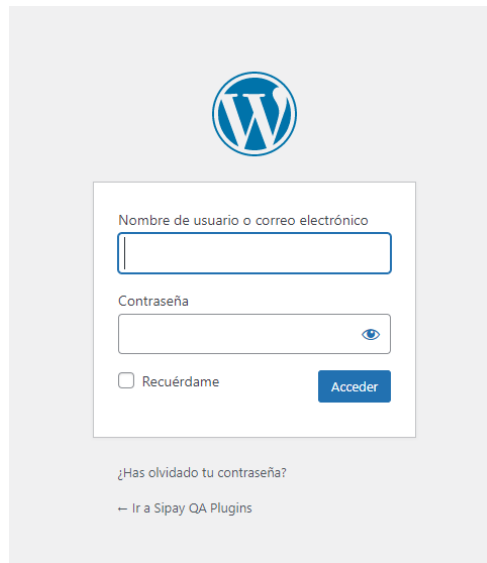 Nombre de usuario o correo electrónico
Contraseña
Recuérdame
Acceder
¿Has olvidado tu contraseña?
← Ir a Sipay QA Plugins